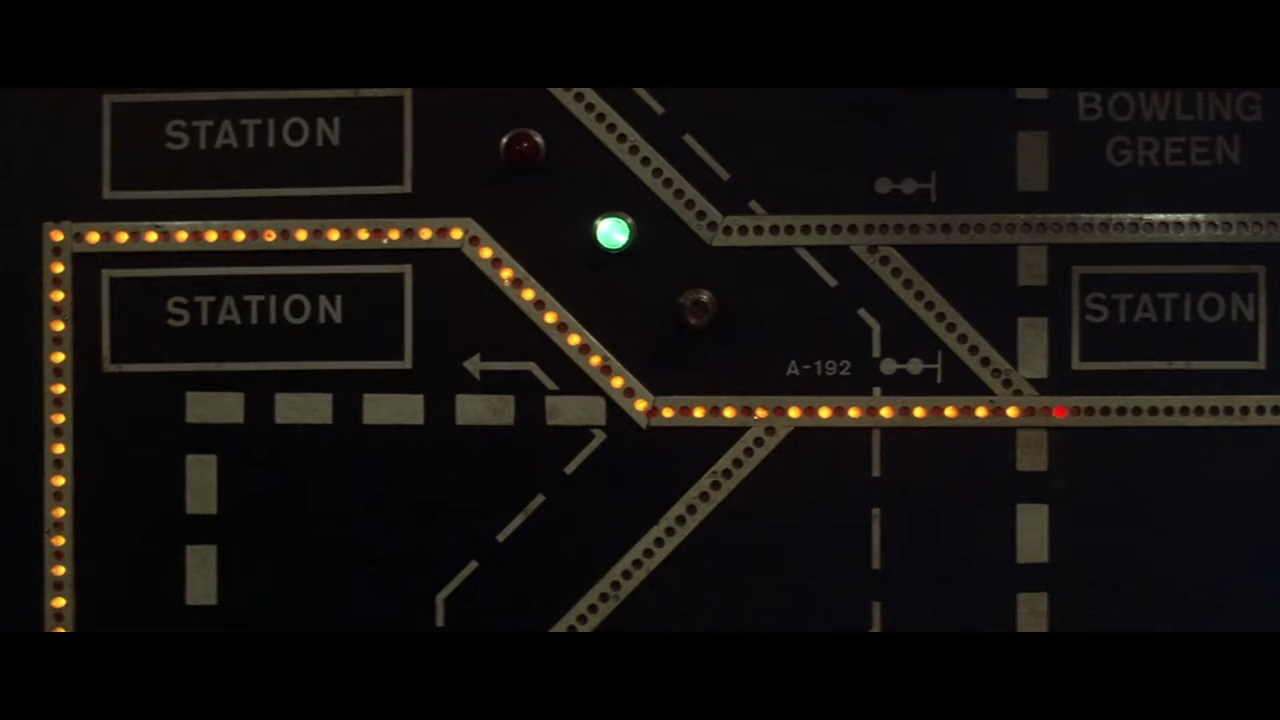 STATION
BOWLING
GREEN
STATION
STATION
A-192